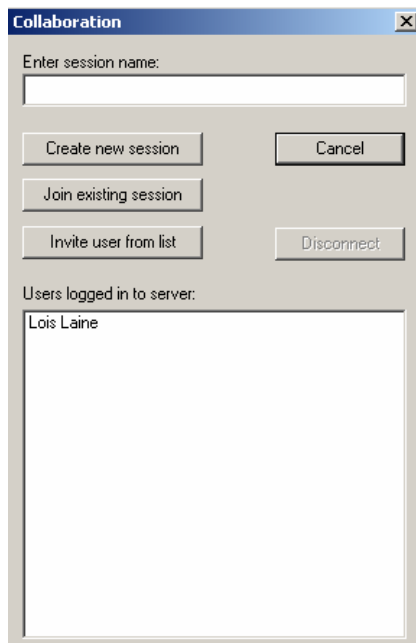 Collaboration
Enter session name:
Create new session
Cancel
Join existing session
Invite user from list
Disconnect
Users logged in to server:
Lois Laine